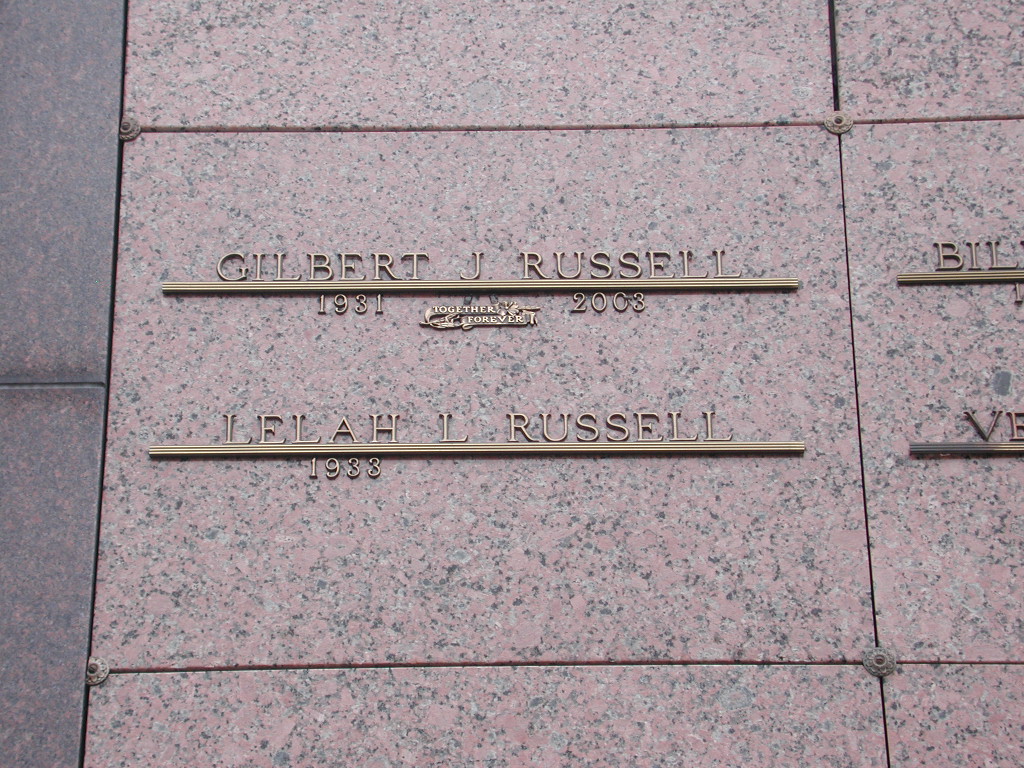 GILBERT J RUSSELL
1931 2003
TOGETHER
FOREVER
LELAH L RUSSELL
1933